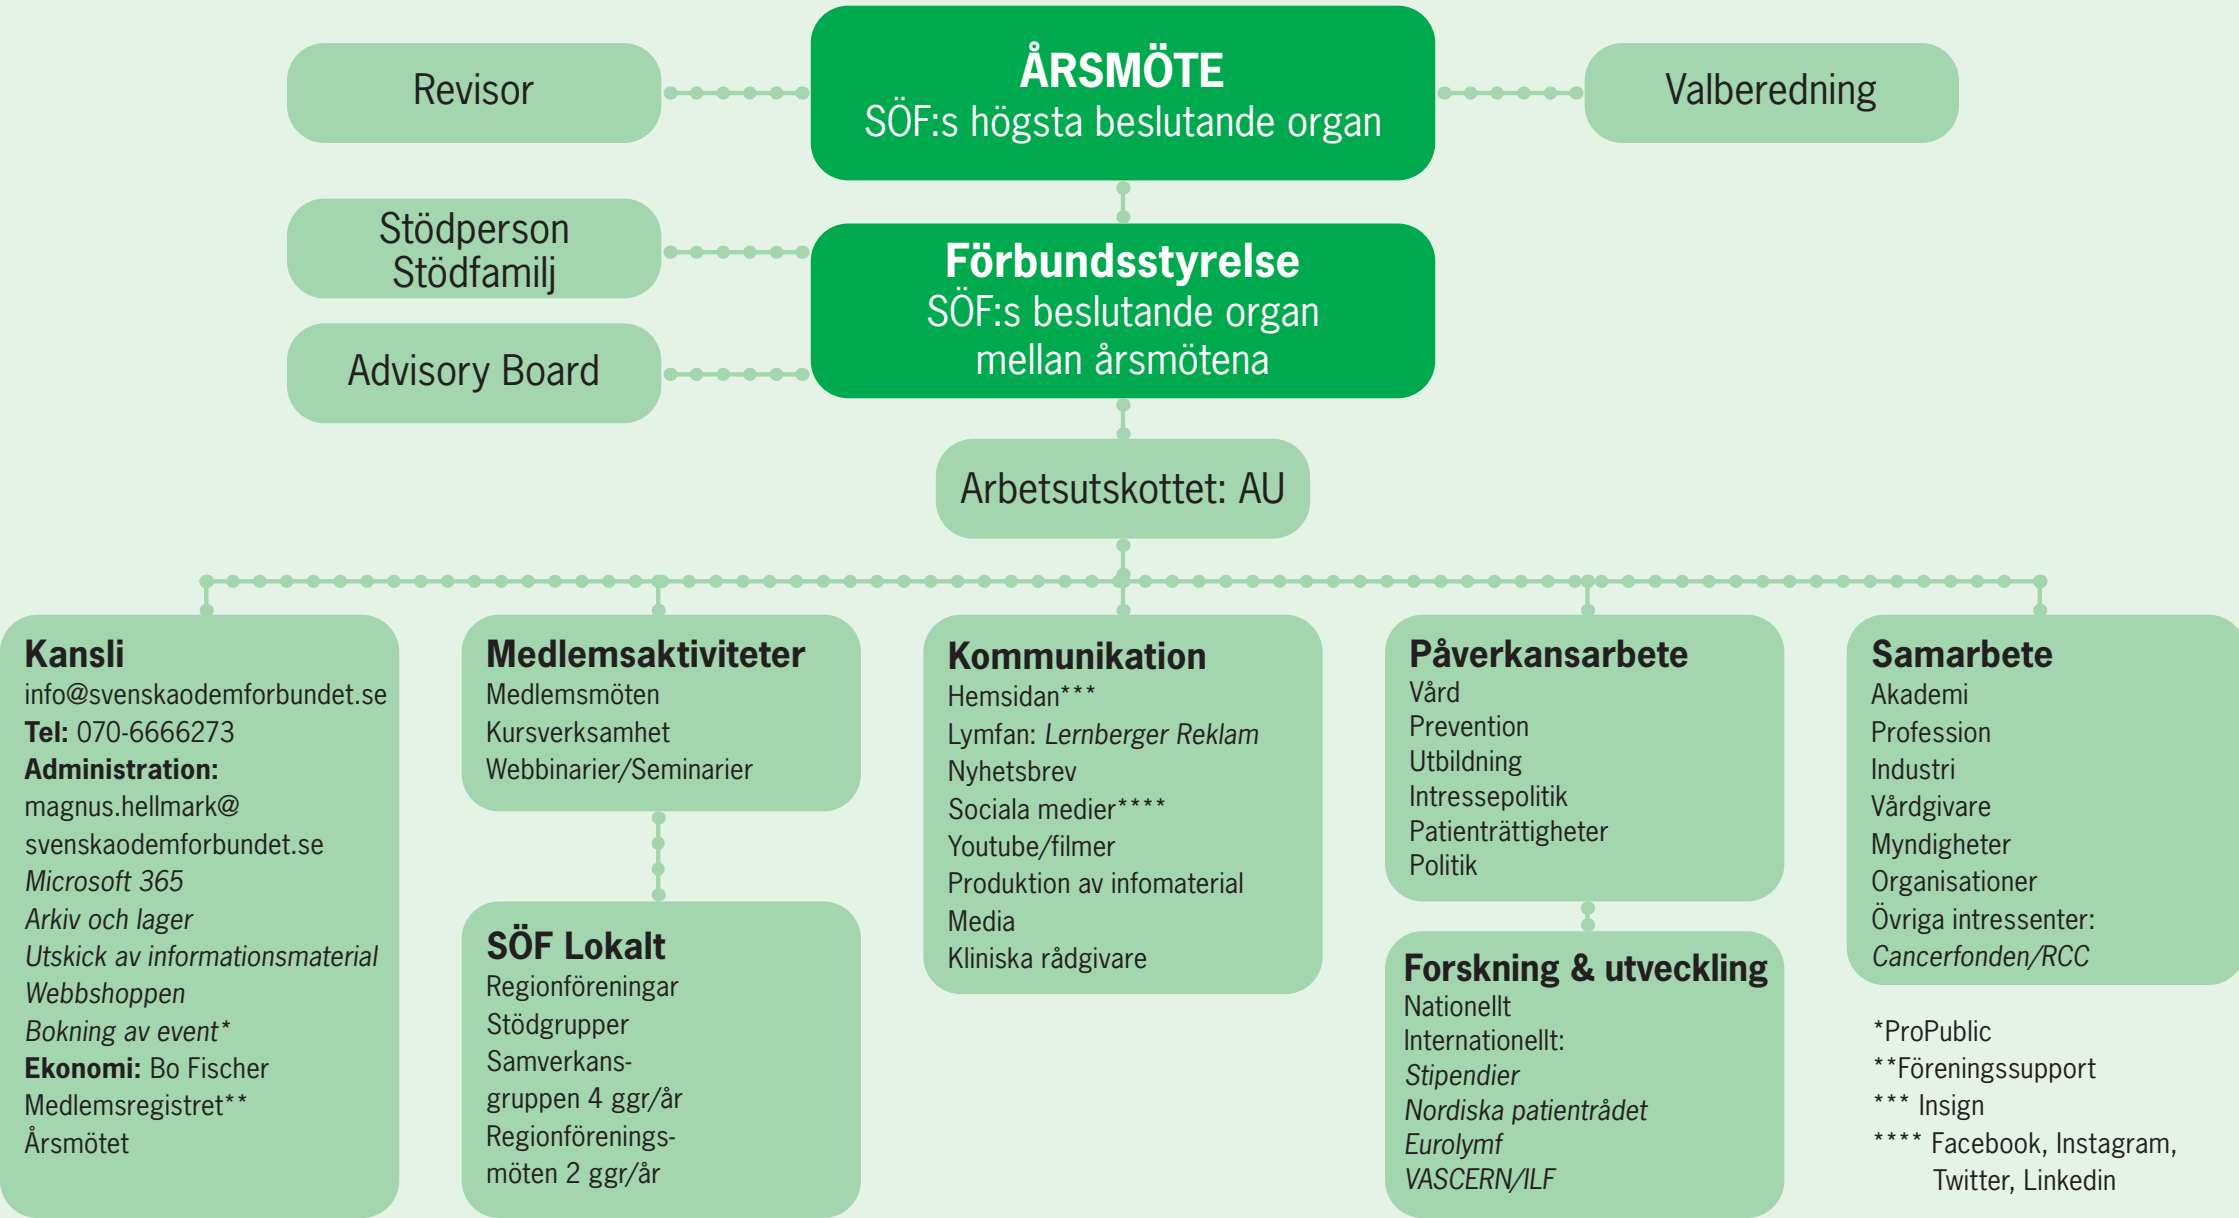 Revisor
ÅRSMÖTE
SÖF:s högsta beslutande organ
Valberedning
Stödperson
Stödfamilj
Förbundsstyrelse
SÖF:s beslutande organ
mellan årsmötena
Advisory Board
Arbetsutskottet: AU
Kansli
info@svenskaodemforbundet.se
Tel: 070-6666273
Administration:
magnus.hellmark@
svenskaodemforbundet.se
Microsoft 365
Arkiv och lager
Utskick av informationsmaterial
Webbshoppen
Bokning av event*
Ekonomi: Bo Fischer
Medlemsregistret**
Årsmötet
Medlemsaktiviteter
Medlemsmöten
Kursverksamhet
Webbinarier/Seminarier
SÖF Lokalt
Regionföreningar
Stödgrupper
Samverkans-
gruppen 4 ggr/år
Regionförenings-
möten 2 ggr/år
Kommunikation
Hemsidan***
Lymfan: Lernberger Reklam
Nyhetsbrev
Sociala medier****
Youtube/filmer
Produktion av infomaterial
Media
Kliniska rådgivare
Påverkansarbete
Vård
Prevention
Utbildning
Intressepolitik
Patienträttigheter
Politik
Forskning & utveckling
Nationellt
Internationellt:
Stipendier
Nordiska patientrådet
Eurolymf
VASCERN/ILF
Samarbete
Akademi
Profession
Industri
Vårdgivare
Myndigheter
Organisationer
Övriga intressenter:
Cancerfonden/RCC
*ProPublic
**Föreningssupport
*** Insign
**** Facebook, Instagram,
Twitter, Linkedin